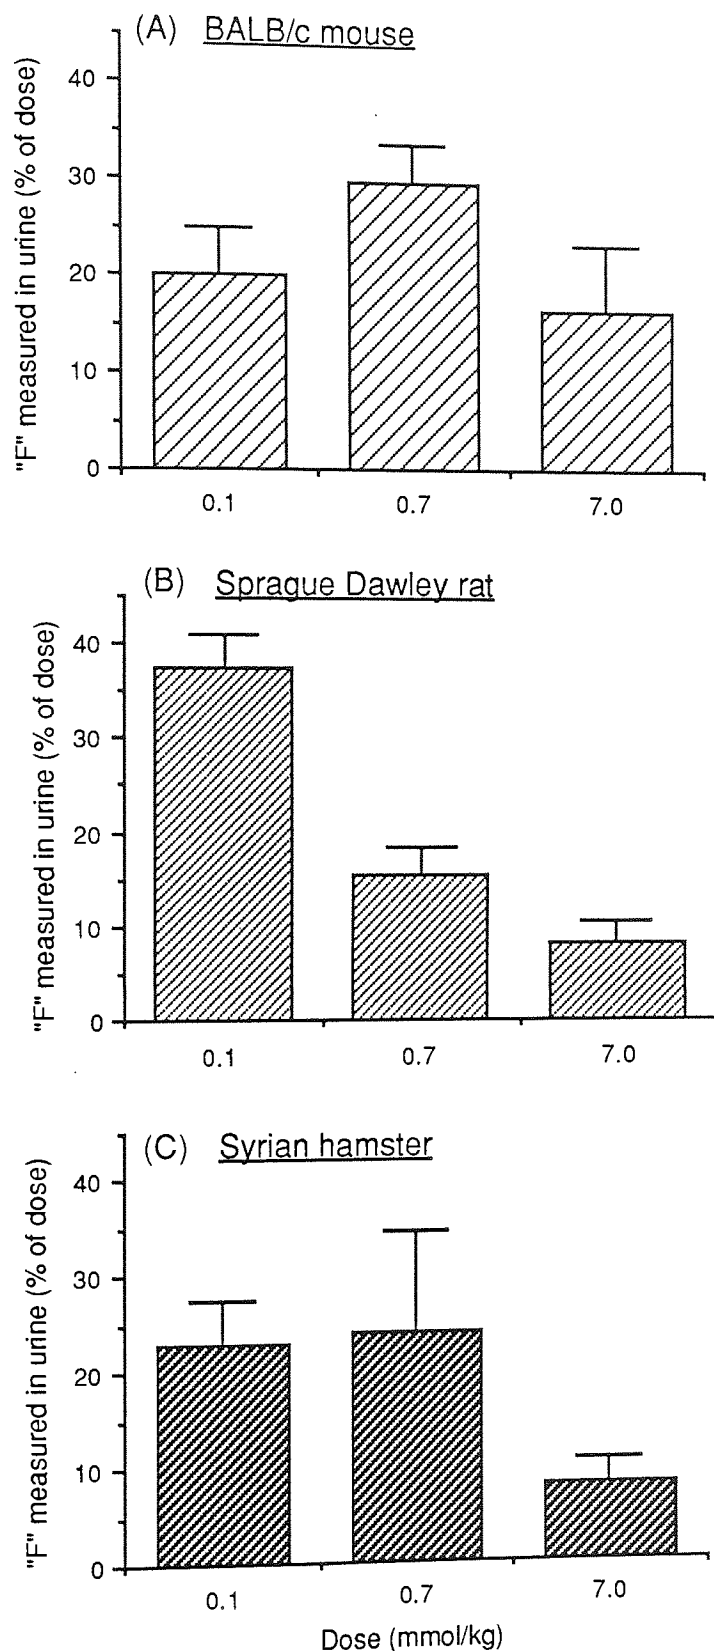 (A) BALB/c mouse
"F" measured in urine (% of dose)
40
30
20
10
0
0.1 0.7 7.0
(B) Sprague Dawley rat
"F" measured in urine (% of dose)
40
30
20
10
0
0.1 0.7 7.0
(C) Syrian hamster
"F" measured in urine (% of dose)
40
30
20
10
0
0.1 0.7 7.0
Dose (mmol/kg)